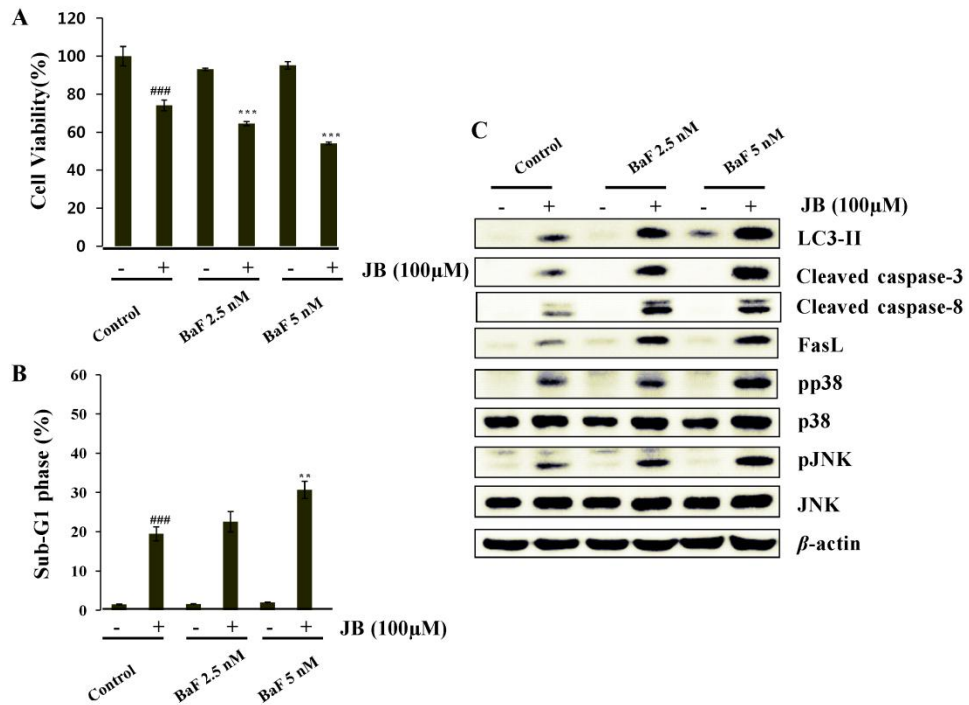 A
120
100
80
60
40
20
0
Cell Viability(%)
###
***
***
- + - + - + JB (100μM)
Control BaF 2.5 nM BaF 5 nM
B
60
50
40
30
20
10
0
Sub-G1 phase (%)
###
**
- + - + - + JB (100μM)
Control BaF 2.5 nM BaF 5 nM
C
Control BaF 2.5 nM BaF 5 nM
- + - + - + JB (100μM)
LC3-II
Cleaved caspase-3
Cleaved caspase-8
FasL
pp38
p38
pJNK
JNK
β-actin